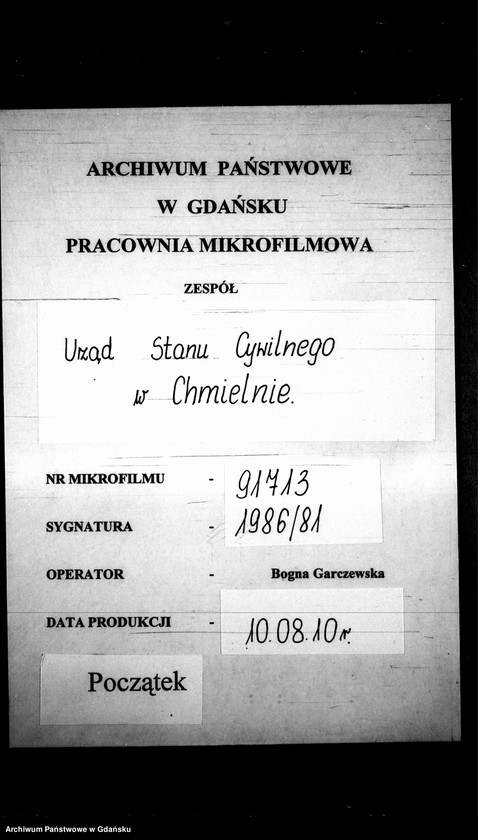 ARCHIWUM PAŃSTWOWE
W GDAŃSKU
PRACOWNIA MIKROFILMOWA
ZESPÓŁ
Urząd Stanu Cywilnego
w Chmielnie.
NR MIKROFILMU - 91713
SYGNATURA - 1986/81
OPERATOR - Bogna Garczewska
DATA PRODUKCJI - 10.08.10r.
Początek
Archiwum Państwowe w Gdańsku